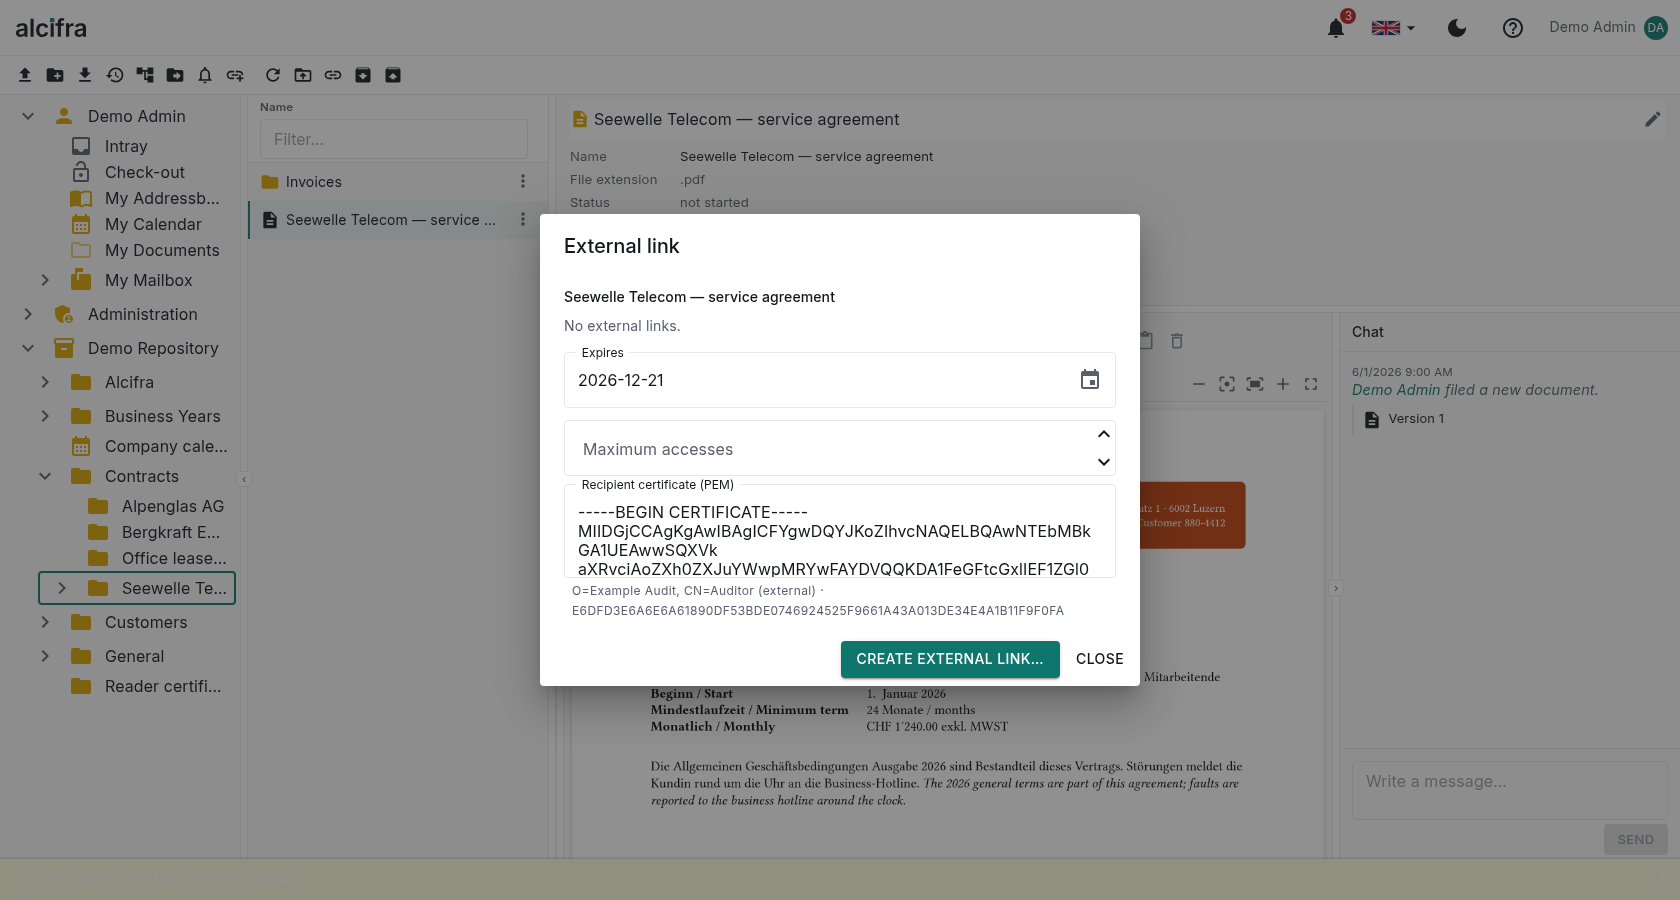 alcifra
3
Demo Admin
DA
Demo Admin
Intray
Check-out
My Addressb...
My Calendar
My Documents
My Mailbox
Administration
Demo Repository
Alcifra
Business Years
Company cale...
Contracts
Alpenglas AG
Bergkraft E...
Office lease...
Seewelle Te...
Customers
General
Reader certifi...
Name
Filter...
Invoices
Seewelle Telecom — service ...
Seewelle Telecom — service agreement
Name Seewelle Telecom — service agreement
File extension .pdf
Status not started
External link
Seewelle Telecom — service agreement
No external links.
Expires
2026-12-21
Maximum accesses
Recipient certificate (PEM)
-----BEGIN CERTIFICATE-----
MIIDGjCCAgKgAwIBAgICFYgwDQYJKoZIhvcNAQELBQAwNTEbMBk
GA1UEAwwSQXVk
aXRvciAoZXh0ZXJuYWwpMRYwFAYDVQQKDA1FeGFtcGxlIEF1ZGl0
O=Example Audit, CN=Auditor (external) ·
E6DFD3E6A6E6A61890DF53BDE0746924525F9661A43A013DE34E4A1B11F9F0FA
CREATE EXTERNAL LINK...
CLOSE
atz 1 · 6002 Luzern
Customer 880-4412
Mitarbeitende
Beginn / Start 1. Januar 2026
Mindestlaufzeit / Minimum term 24 Monate / months
Monatlich / Monthly CHF 1'240.00 exkl. MWST
Die Allgemeinen Geschäftsbedingungen Ausgabe 2026 sind Bestandteil dieses Vertrags. Störungen meldet die
Kundin rund um die Uhr an die Business-Hotline. The 2026 general terms are part of this agreement; faults are
reported to the business hotline around the clock.
Chat
6/1/2026 9:00 AM
Demo Admin filed a new document.
Version 1
Write a message...
SEND